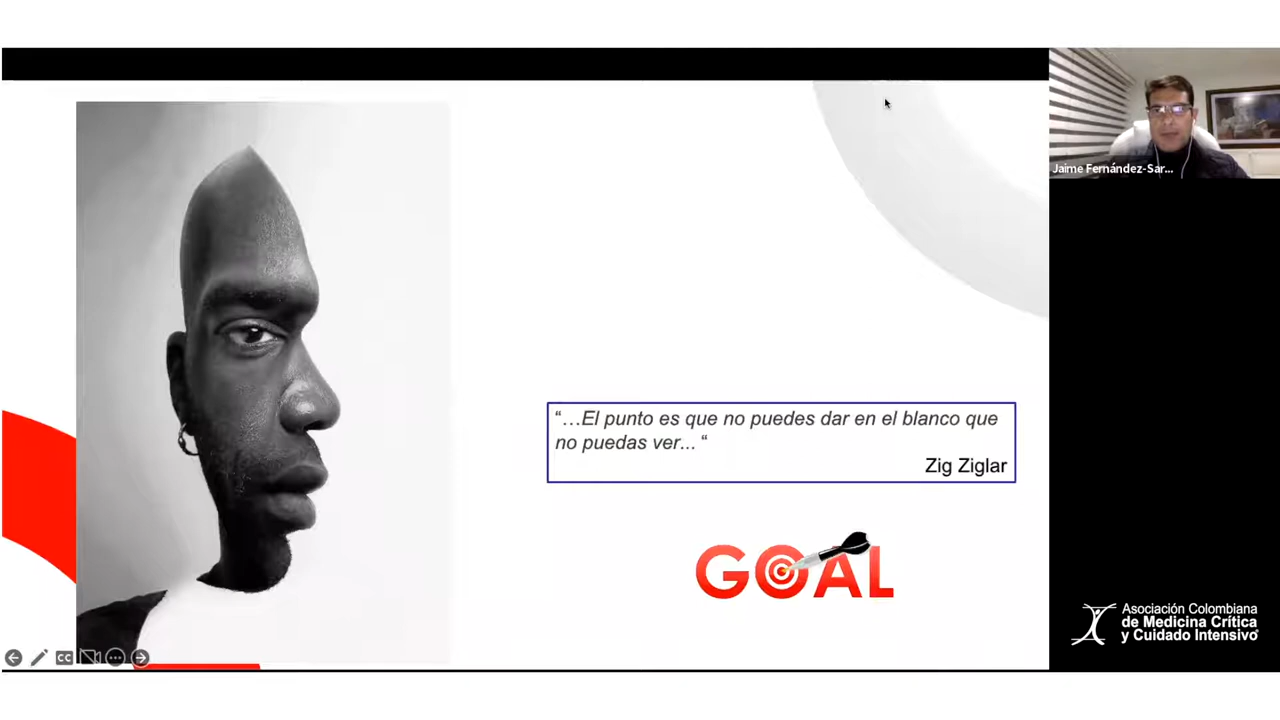 Jaime Fernández-Sar...
“…El punto es que no puedes dar en el blanco que
no puedas ver... “
Zig Ziglar
GOAL
CC
Asociación Colombiana
de Medicina Crítica
y Cuidado Intensivo